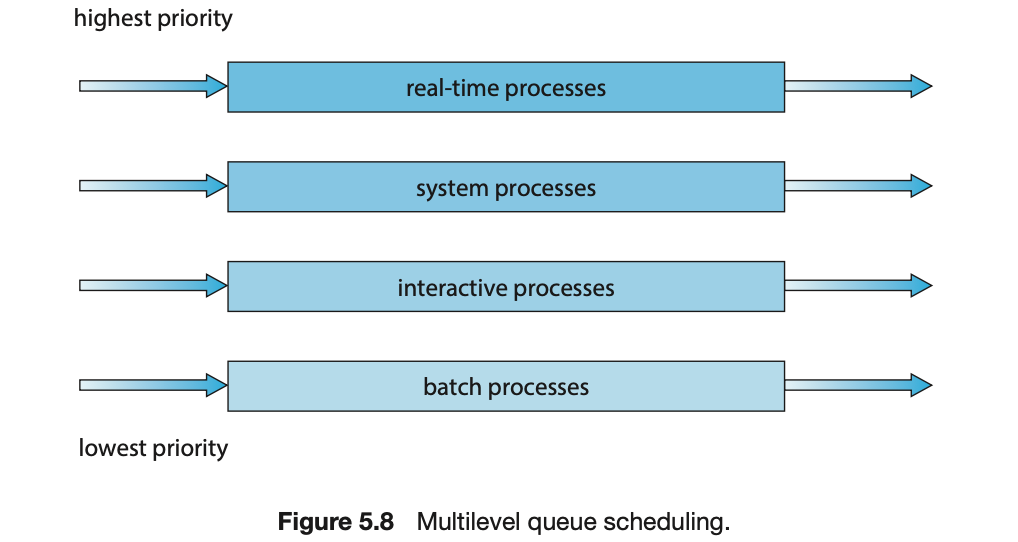 highest priority
real-time processes
system processes
interactive processes
batch processes
lowest priority
Figure 5.8 Multilevel queue scheduling.